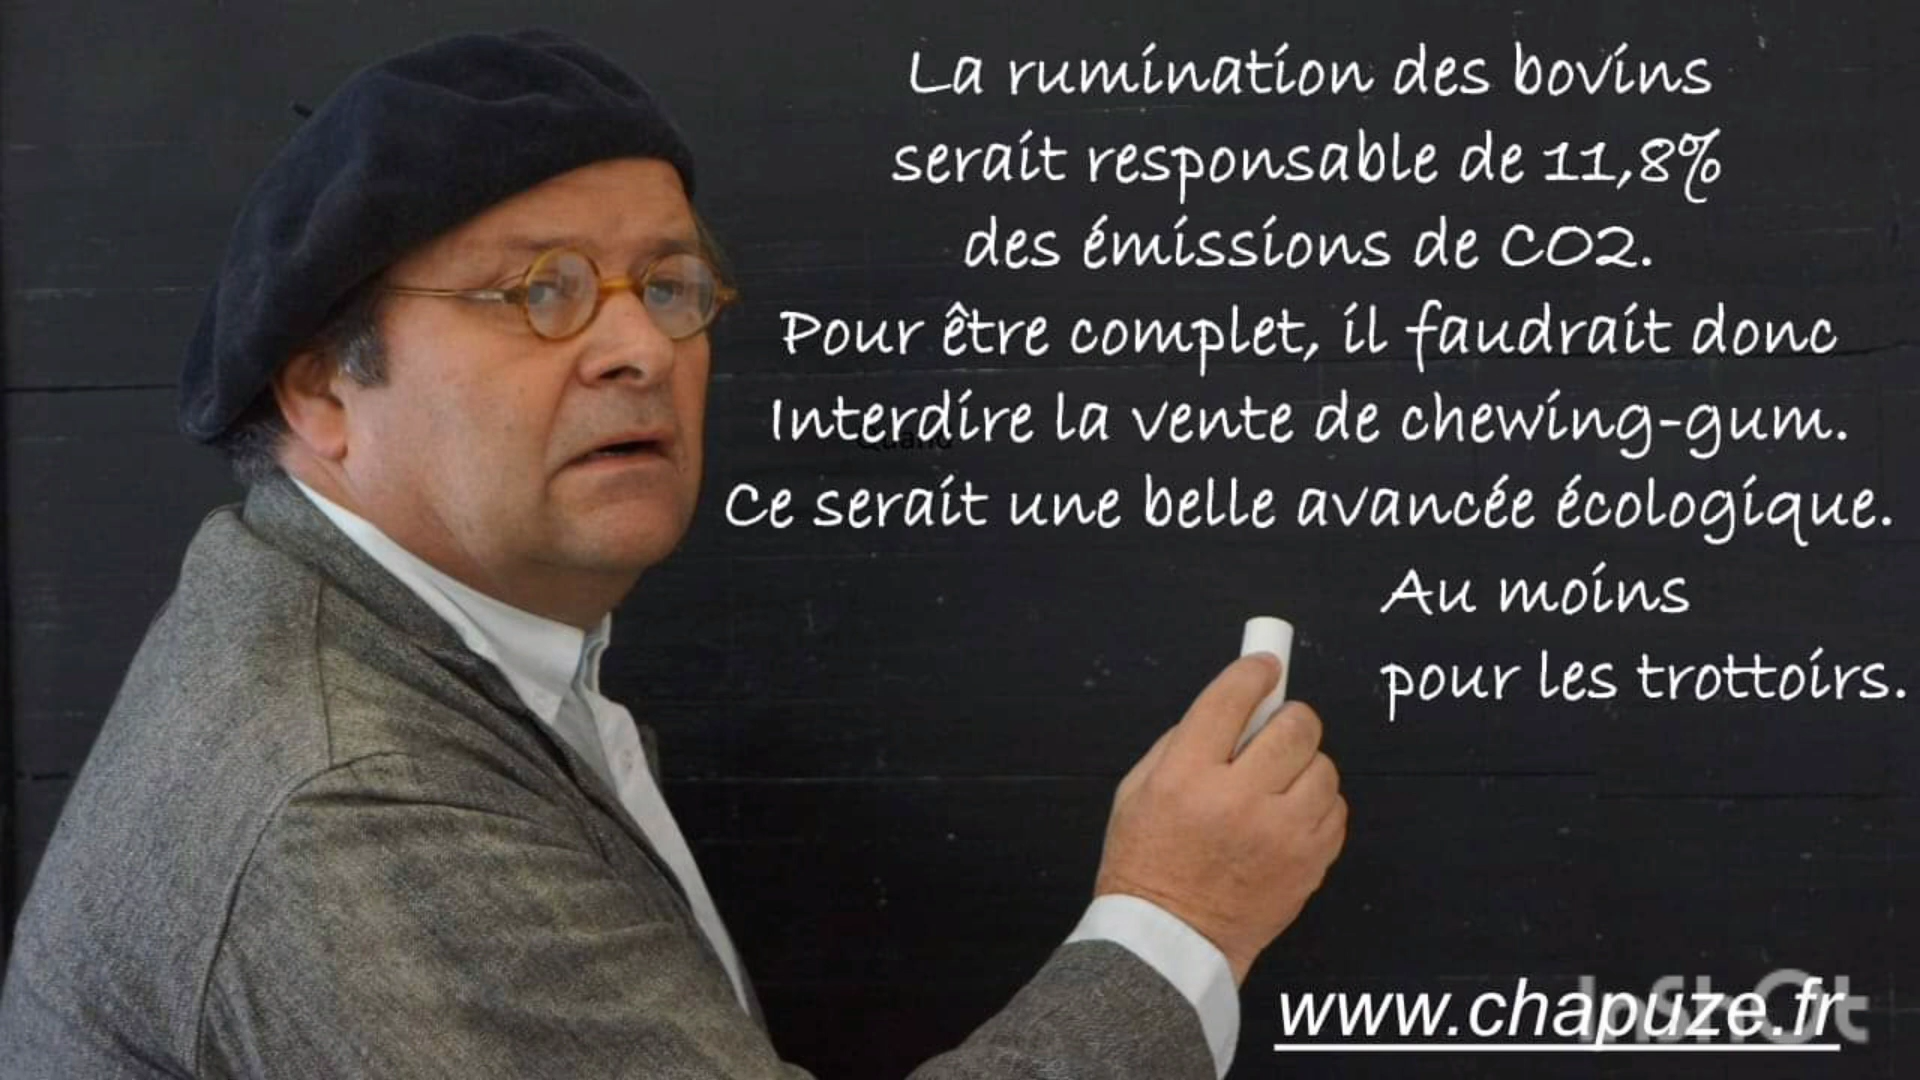 La rumination des bovins
serait responsable de 11,8%
des émissions de CO2.
Pour être complet, il faudrait donc
Interdire la vente de chewing-gum.
Ce serait une belle avancée écologique.
Au moins
pour les trottoirs.
www.chapuze.fr
InShOt